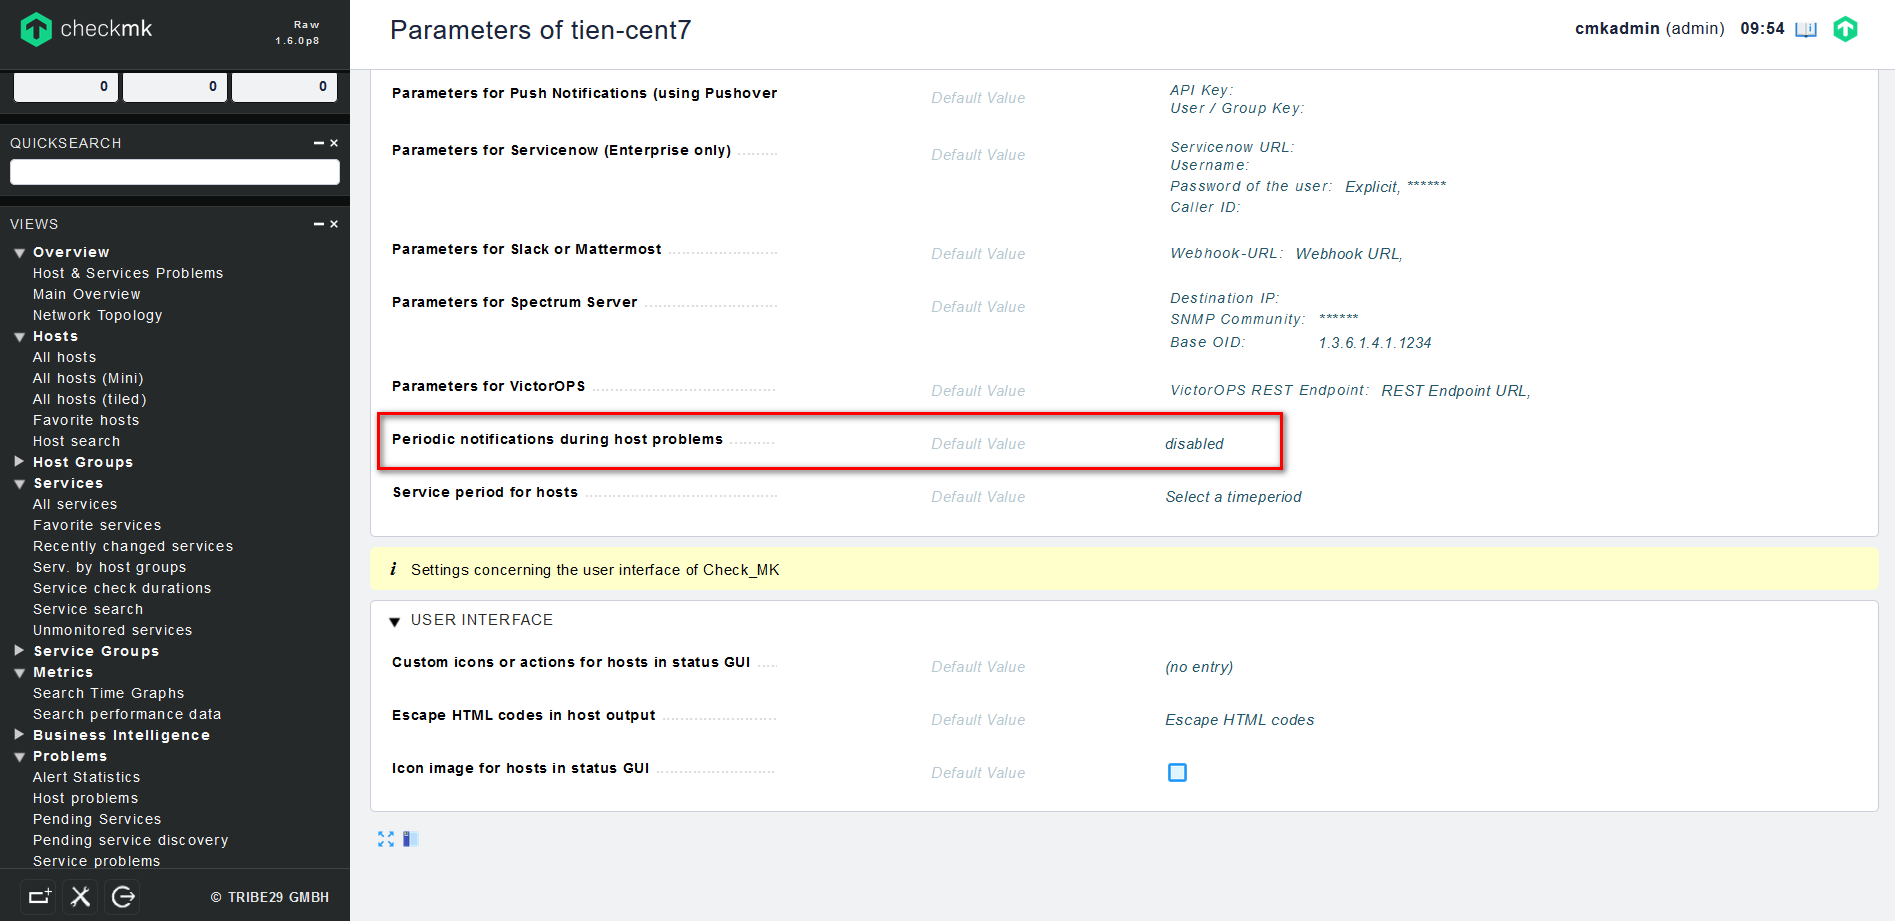 checkmk
Raw
1.6.0p8
0 0 0
QUICKSEARCH
VIEWS
Overview
Host & Services Problems
Main Overview
Network Topology
Hosts
All hosts
All hosts (Mini)
All hosts (tiled)
Favorite hosts
Host search
Host Groups
Services
All services
Favorite services
Recently changed services
Serv. by host groups
Service check durations
Service search
Unmonitored services
Service Groups
Metrics
Search Time Graphs
Search performance data
Business Intelligence
Problems
Alert Statistics
Host problems
Pending Services
Pending service discovery
Service problems
© TRIBE29 GMBH
Parameters of tien-cent7
cmkadmin (admin) 09:54
Parameters for Push Notifications (using Pushover Default Value API Key:
User / Group Key:
Parameters for Servicenow (Enterprise only) Default Value Servicenow URL:
Username:
Password of the user: Explicit, ******
Caller ID:
Parameters for Slack or Mattermost Default Value Webhook-URL: Webhook URL,
Parameters for Spectrum Server Default Value Destination IP:
SNMP Community: ******
Base OID: 1.3.6.1.4.1.1234
Parameters for VictorOPS Default Value VictorOPS REST Endpoint: REST Endpoint URL,
Periodic notifications during host problems Default Value disabled
Service period for hosts Default Value Select a timeperiod
i Settings concerning the user interface of Check_MK
USER INTERFACE
Custom icons or actions for hosts in status GUI Default Value (no entry)
Escape HTML codes in host output Default Value Escape HTML codes
Icon image for hosts in status GUI Default Value